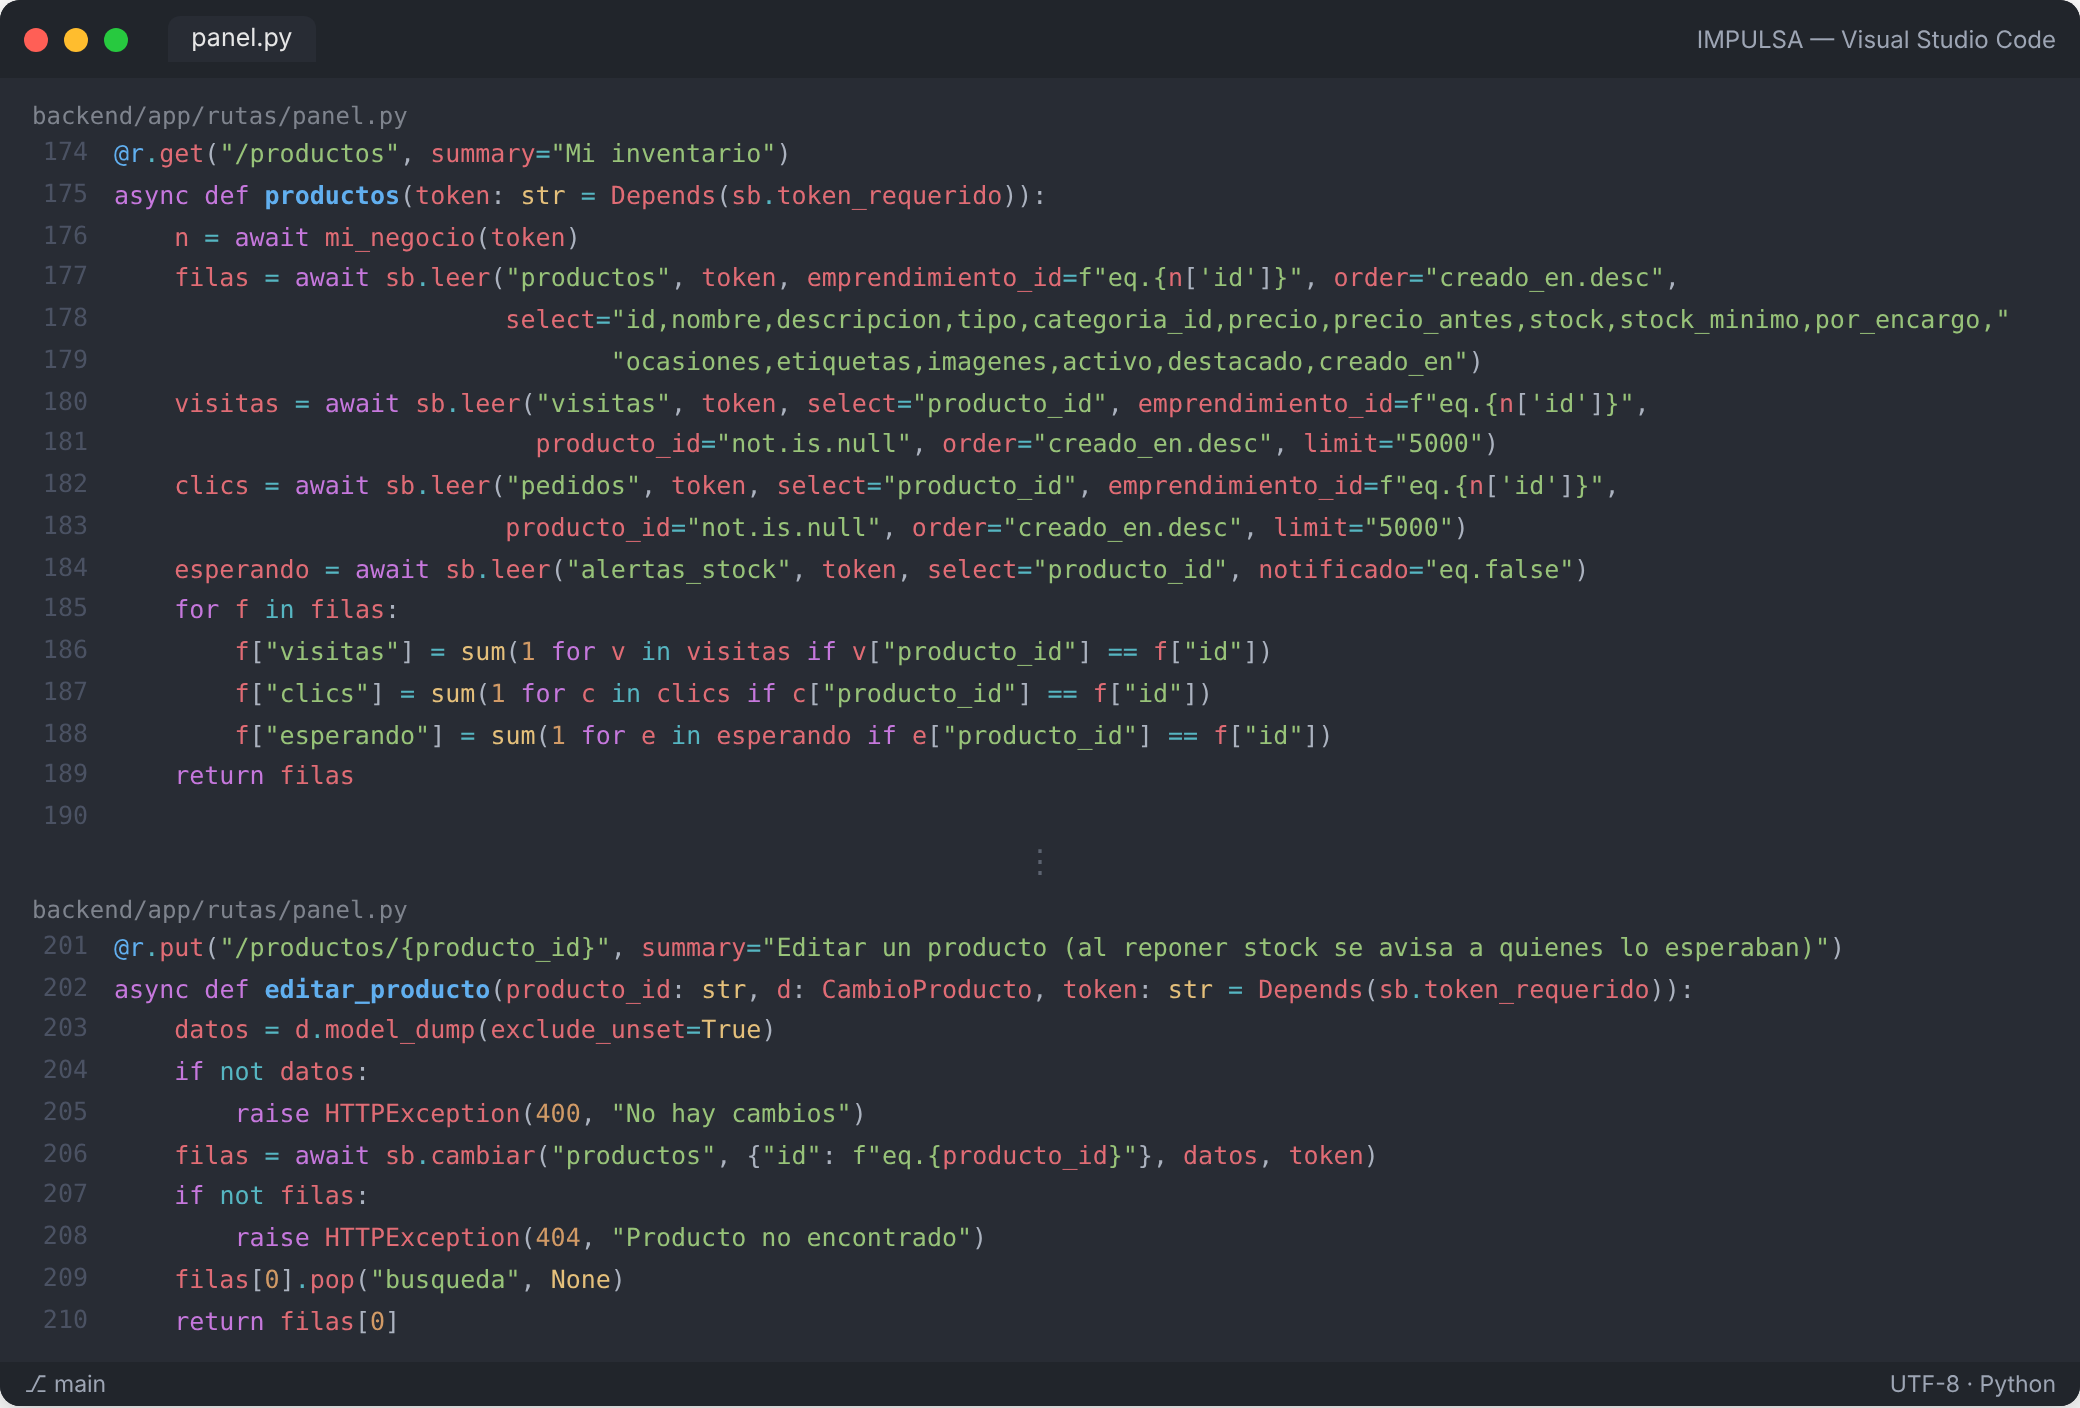 panel.py
IMPULSA — Visual Studio Code
backend/app/rutas/panel.py
174 @r.get("/productos", summary="Mi inventario")
175 async def productos(token: str = Depends(sb.token_requerido)):
176     n = await mi_negocio(token)
177     filas = await sb.leer("productos", token, emprendimiento_id=f"eq.{n['id']}", order="creado_en.desc",
178                           select="id,nombre,descripcion,tipo,categoria_id,precio,precio_antes,stock,stock_minimo,por_encargo,"
179                                  "ocasiones,etiquetas,imagenes,activo,destacado,creado_en")
180     visitas = await sb.leer("visitas", token, select="producto_id", emprendimiento_id=f"eq.{n['id']}",
181                             producto_id="not.is.null", order="creado_en.desc", limit="5000")
182     clics = await sb.leer("pedidos", token, select="producto_id", emprendimiento_id=f"eq.{n['id']}",
183                           producto_id="not.is.null", order="creado_en.desc", limit="5000")
184     esperando = await sb.leer("alertas_stock", token, select="producto_id", notificado="eq.false")
185     for f in filas:
186         f["visitas"] = sum(1 for v in visitas if v["producto_id"] == f["id"])
187         f["clics"] = sum(1 for c in clics if c["producto_id"] == f["id"])
188         f["esperando"] = sum(1 for e in esperando if e["producto_id"] == f["id"])
189     return filas
190
⋮
backend/app/rutas/panel.py
201 @r.put("/productos/{producto_id}", summary="Editar un producto (al reponer stock se avisa a quienes lo esperaban)")
202 async def editar_producto(producto_id: str, d: CambioProducto, token: str = Depends(sb.token_requerido)):
203     datos = d.model_dump(exclude_unset=True)
204     if not datos:
205         raise HTTPException(400, "No hay cambios")
206     filas = await sb.cambiar("productos", {"id": f"eq.{producto_id}"}, datos, token)
207     if not filas:
208         raise HTTPException(404, "Producto no encontrado")
209     filas[0].pop("busqueda", None)
210     return filas[0]
⎇ main
UTF-8 · Python